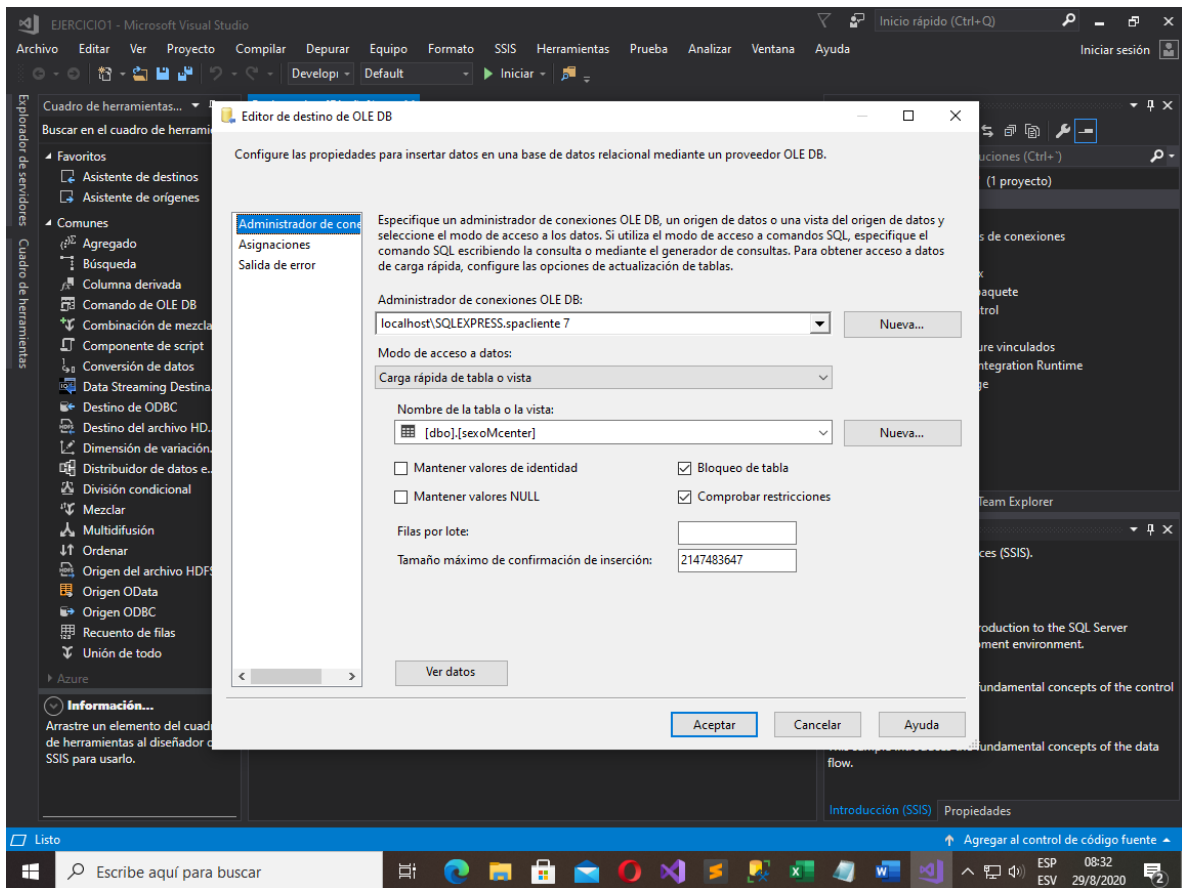 EJERCICIO1 - Microsoft Visual Studio
Inicio rápido (Ctrl+Q)
Archivo Editar Ver Proyecto Compilar Depurar Equipo Formato SSIS Herramientas Prueba Analizar Ventana Ayuda
Iniciar sesión
Developı Default Iniciar
Explorador de servidores
Cuadro de herramientas
Cuadro de herramientas...
Buscar en el cuadro de herrami
Favoritos
Asistente de destinos
Asistente de orígenes
Comunes
Agregado
Búsqueda
Columna derivada
Comando de OLE DB
Combinación de mezcla
Componente de script
Conversión de datos
Data Streaming Destina
Destino de ODBC
Destino del archivo HD..
Dimensión de variación.
Distribuidor de datos e..
División condicional
Mezclar
Multidifusión
Ordenar
Origen del archivo HDFS
Origen OData
Origen ODBC
Recuento de filas
Unión de todo
Azure
Información...
Arrastre un elemento del cuad
de herramientas al diseñador d
SSIS para usarlo.
Editor de destino de OLE DB
Configure las propiedades para insertar datos en una base de datos relacional mediante un proveedor OLE DB.
Administrador de cone
Asignaciones
Salida de error
Especifique un administrador de conexiones OLE DB, un origen de datos o una vista del origen de datos y
seleccione el modo de acceso a los datos. Si utiliza el modo de acceso a comandos SQL, especifique el
comando SQL escribiendo la consulta o mediante el generador de consultas. Para obtener acceso a datos
de carga rápida, configure las opciones de actualización de tablas.
Administrador de conexiones OLE DB:
localhost\SQLEXPRESS.spacliente 7
Nueva...
Modo de acceso a datos:
Carga rápida de tabla o vista
Nombre de la tabla o la vista:
[dbo].[sexoMcenter]
Nueva...
Mantener valores de identidad
Bloqueo de tabla
Mantener valores NULL
Comprobar restricciones
Filas por lote:
Tamaño máximo de confirmación de inserción:
2147483647
Ver datos
Aceptar
Cancelar
Ayuda
uciones (Ctrl+`)
(1 proyecto)
s de conexiones
x
aquete
trol
ure vinculados
ntegration Runtime
ge
Team Explorer
ces (SSIS).
roduction to the SQL Server
ment environment.
undamental concepts of the control
fundamental concepts of the data
flow.
Introducción (SSIS) Propiedades
Listo
Agregar al control de código fuente
Escribe aquí para buscar
ESP
ESV
08:32
29/8/2020
2